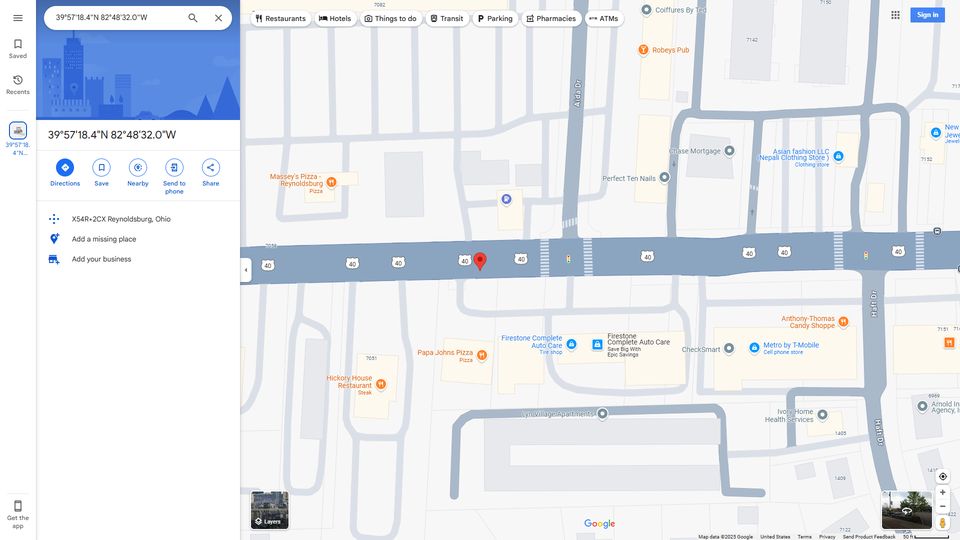 39°57'18.4"N 82°48'32.0"W
Restaurants
Hotels
Things to do
Transit
Parking
Pharmacies
ATMs
Sign in
Saved
Recents
39°57'18....
4"N...
39°57'18.4"N 82°48'32.0"W
Directions
Save
Nearby
Send to
phone
Share
X54R+2CX Reynoldsburg, Ohio
Add a missing place
Add your business
Get the
app
7082
Coiffures By Ted
7142
7150
Robeys Pub
Aida Dr
Chase Mortgage
Asian fashion LLC
(Nepali Clothing Store )
Clothing store
New
Jewe
Jewel
7152
Massey's Pizza -
Reynoldsburg
Pizza
Perfect Ten Nails
40
40
40
40
40
40
40
40
40
Haft Dr
Anthony-Thomas
Candy Shoppe
7151
Firestone Complete
Auto Care
Tire shop
Firestone
Complete Auto Care
Save Big With
Epic Savings
CheckSmart
Metro by T-Mobile
Cell phone store
7051
Papa Johns Pizza
Pizza
Hickory House
Restaurant
Steak
Lyn Village Apartments
Ivory Home
Health Services
6969
Arnold In
Agency, I
1405
Haft Dr
1409
1408
7122
Layers
Google
Map data ©2025 Google
United States
Terms
Privacy
Send Product Feedback
50 ft